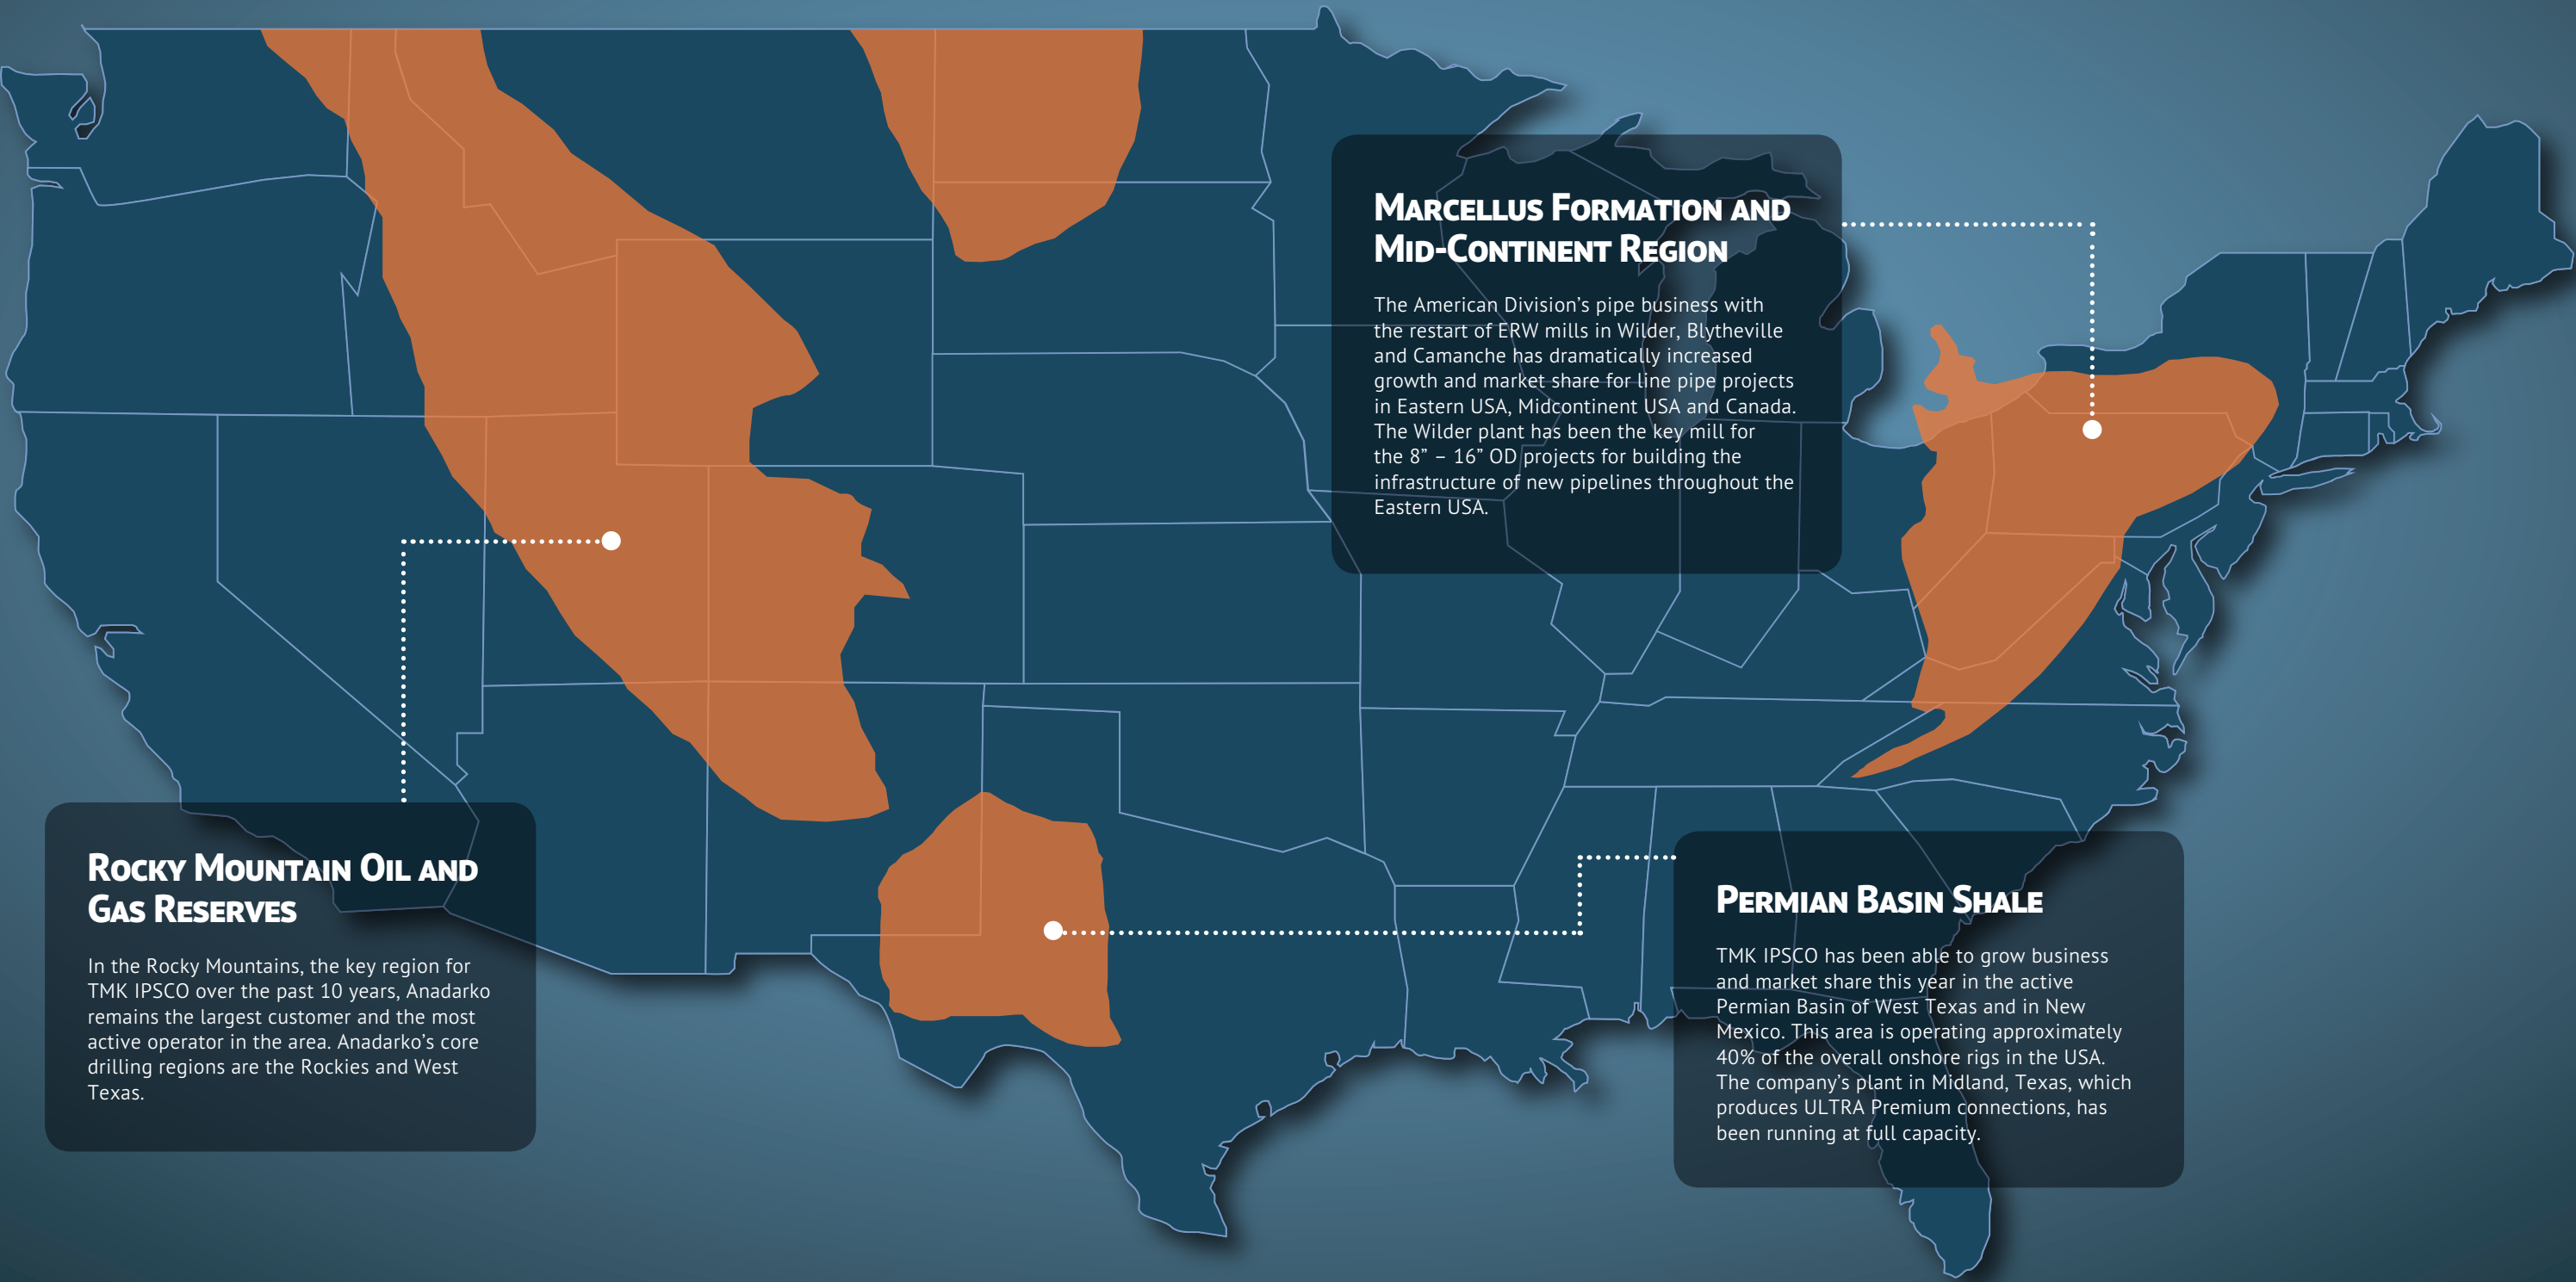 Marcellus Formation and
Mid-Continent Region
The American Division’s pipe business with
the restart of ERW mills in Wilder, Blytheville
and Camanche has dramatically increased
growth and market share for line pipe projects
in Eastern USA, Midcontinent USA and Canada.
The Wilder plant has been the key mill for
the 8” – 16” OD projects for building the
infrastructure of new pipelines throughout the
Eastern USA.
Rocky Mountain Oil and
Gas Reserves
In the Rocky Mountains, the key region for
TMK IPSCO over the past 10 years, Anadarko
remains the largest customer and the most
active operator in the area. Anadarko’s core
drilling regions are the Rockies and West
Texas.
Permian Basin Shale
TMK IPSCO has been able to grow business
and market share this year in the active
Permian Basin of West Texas and in New
Mexico. This area is operating approximately
40% of the overall onshore rigs in the USA.
The company’s plant in Midland, Texas, which
produces ULTRA Premium connections, has
been running at full capacity.